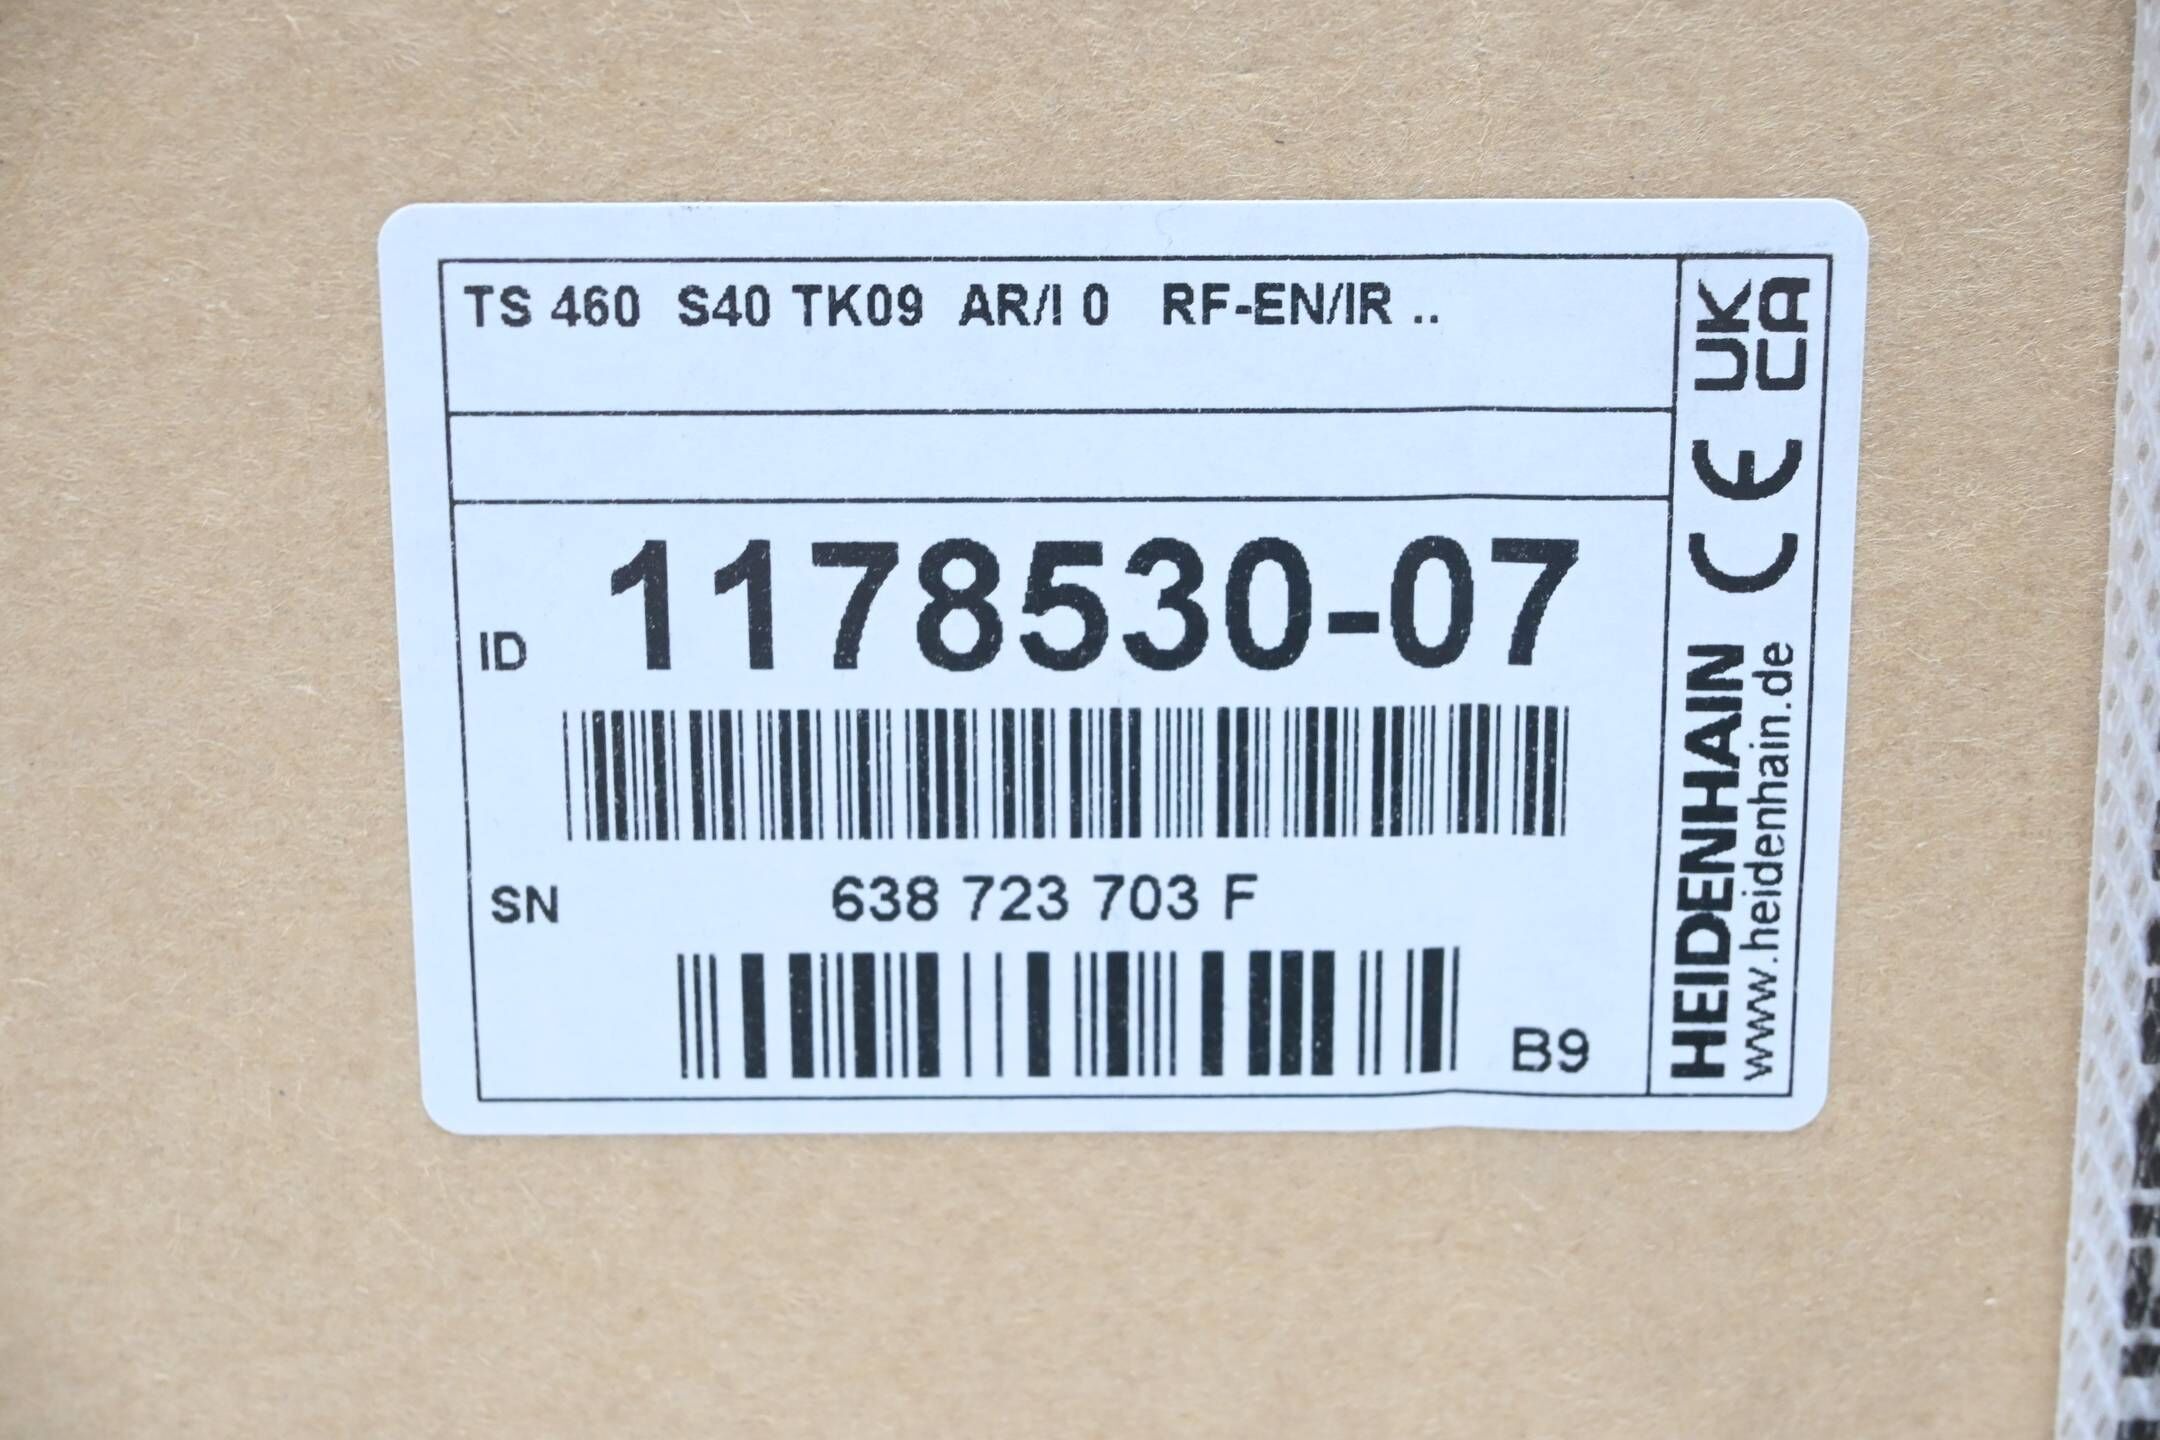 TS 460 S40 TK09 AR/I 0 RF-EN/IR ..
ID 1178530-07
SN 638 723 703 F
B9
HEIDENHAIN CE UK CA
www.heidenhain.de